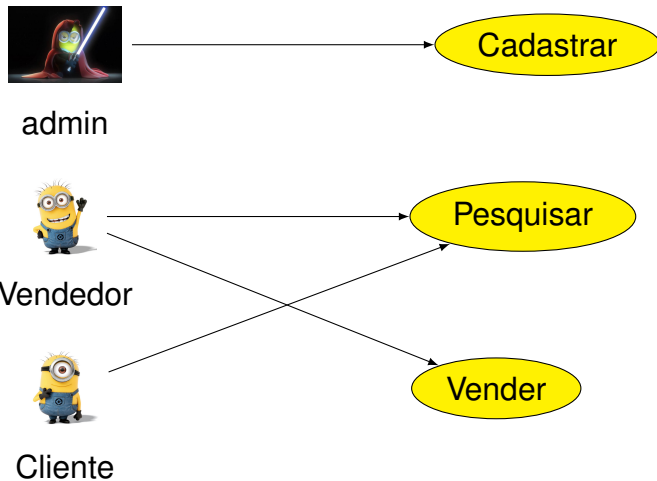 Cadastrar
admin
Pesquisar
Vendedor
Vender
Cliente